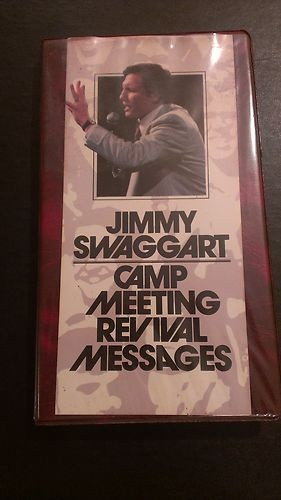 JIMMY
SWAGGART
CAMP
MEETING
REVIVAL
MESSAGES